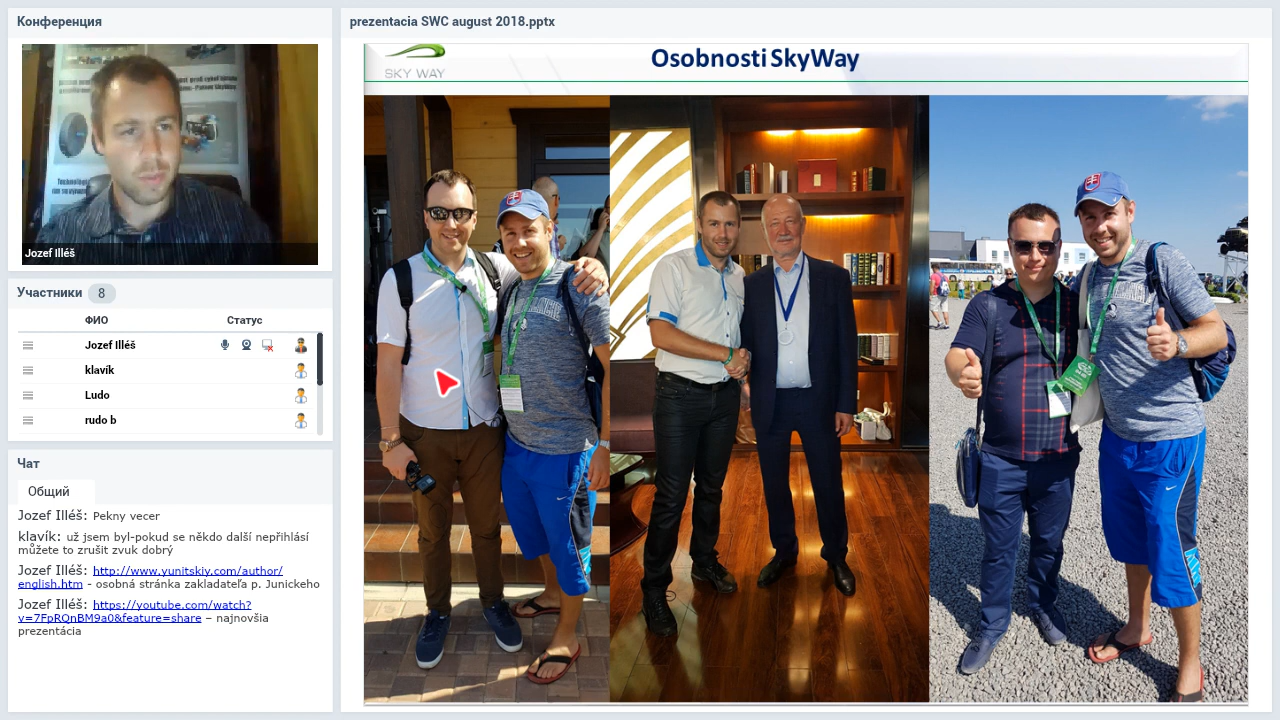 Конференция
Jozef Illéš
Участники 8
ФИО Статус
Jozef Illéš
klavík
Ludo
rudo b
Чат
Общий
Jozef Illéš: Pekny vecer
klavík: už jsem byl-pokud se někdo další nepřihlásí
můžete to zrušit zvuk dobrý
Jozef Illéš: http://www.yunitskiy.com/author/
english.htm - osobná stránka zakladateľa p. Junickeho
Jozef Illéš: https://youtube.com/watch?
v=7FpRQnBM9a0&feature=share – najnovšia
prezentácia
prezentacia SWC august 2018.pptx
SKY WAY
Osobnosti SkyWay